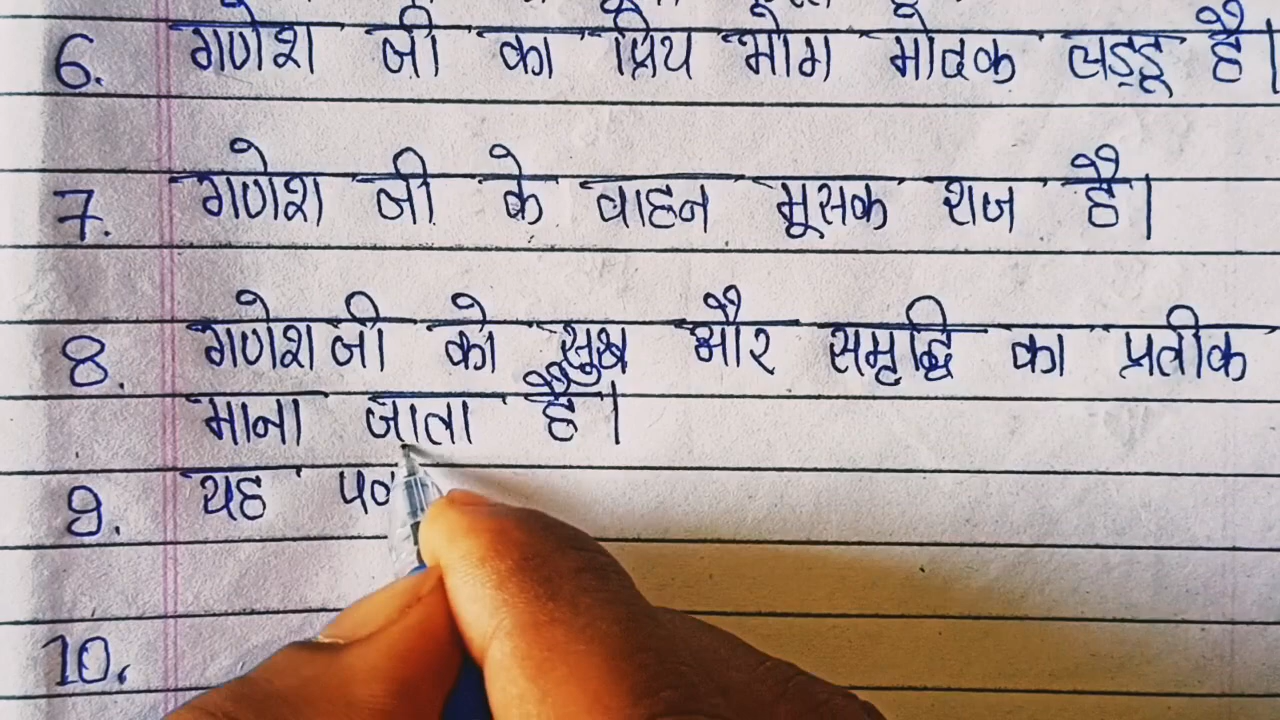 6. गणेश जी का प्रिय भोग मोदक लड्डू है।
7. गणेश जी के वाहन मूसक राज है।
8. गणेश जी को सुख और समृद्धि का प्रतीक
माना जाता है।
9. यह
10.